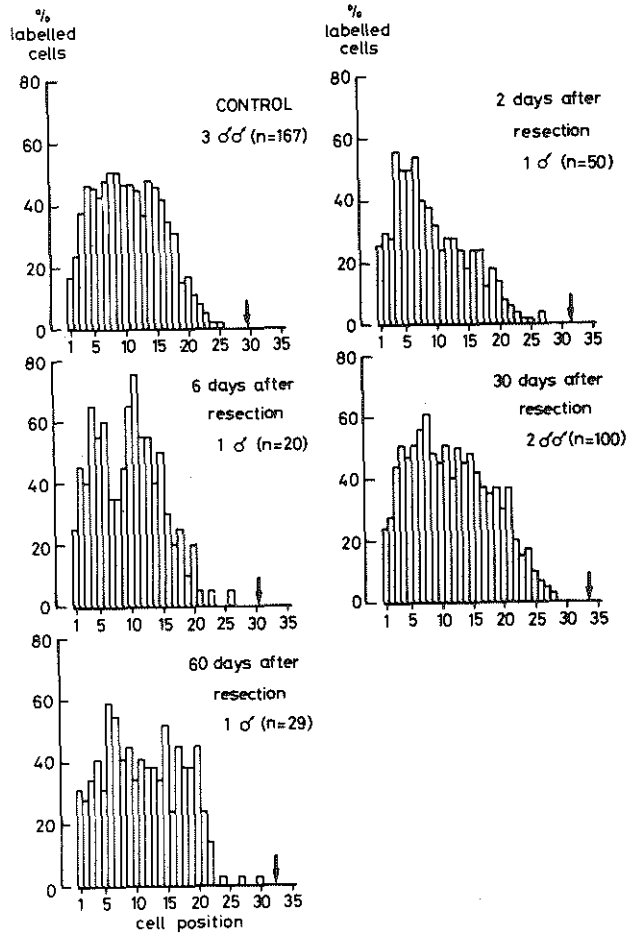 %
labelled
cells
80
60
40
20
0
CONTROL
3 ♂♂ (n=167)
1 5 10 15 20 25 30 35
%
labelled
cells
80
60
40
20
0
2 days after
resection
1 ♂ (n=50)
1 5 10 15 20 25 30 35
80
60
40
20
0
6 days after
resection
1 ♂ (n=20)
1 5 10 15 20 25 30 35
80
60
40
20
0
30 days after
resection
2♂♂(n=100)
1 5 10 15 20 25 30 35
80
60
40
20
0
60 days after
resection
1 ♂ (n=29)
1 5 10 15 20 25 30 35
cell position